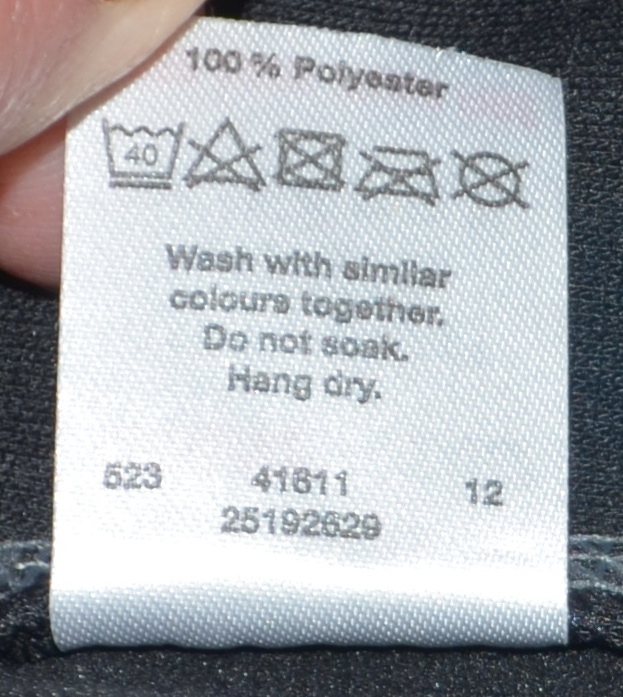 100 % Polyester
40
Wash with similar
colours together.
Do not soak.
Hang dry.
523 41611 12
25192629